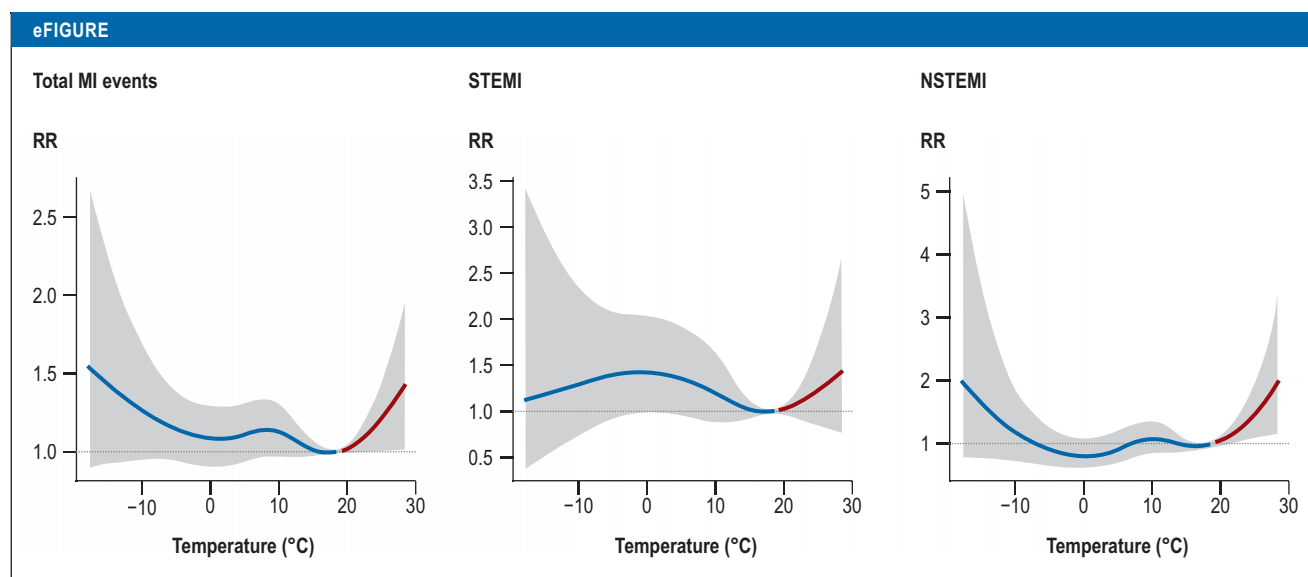 eFIGURE
Total MI events
RR
2.5
2.0
1.5
1.0
−10 0 10 20 30
Temperature (°C)
STEMI
RR
3.5
3.0
2.5
2.0
1.5
1.0
0.5
−10 0 10 20 30
Temperature (°C)
NSTEMI
RR
5
4
3
2
1
−10 0 10 20 30
Temperature (°C)